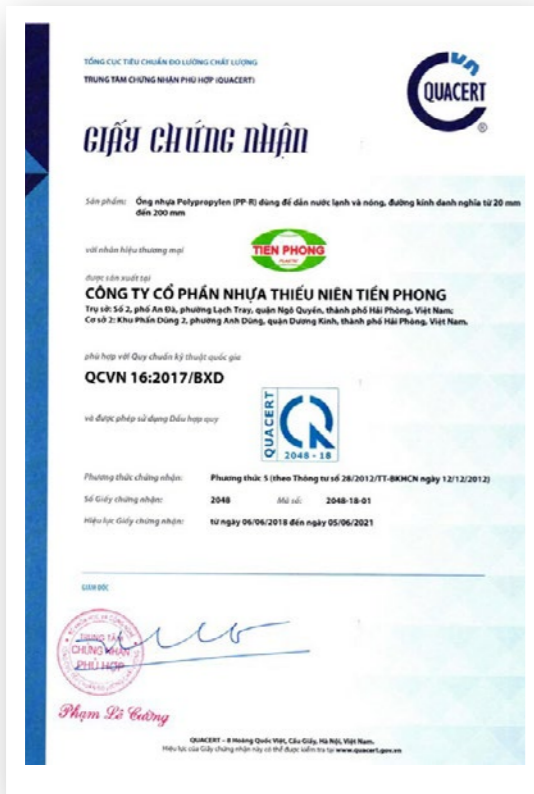 TỔNG CỤC TIÊU CHUẨN ĐO LƯỜNG CHẤT LƯỢNG
TRUNG TÂM CHỨNG NHẬN PHÙ HỢP (QUACERT)
QUACERT
®
GIẤY CHỨNG NHẬN
Sản phẩm: Ống nhựa Polypropylen (PP-R) dùng để dẫn nước lạnh và nóng, đường kính danh nghĩa từ 20 mm
đến 200 mm
với nhãn hiệu thương mại
TIEN PHONG
PLASTIC
được sản xuất tại
CÔNG TY CỔ PHẦN NHỰA THIẾU NIÊN TIỀN PHONG
Trụ sở: Số 2, phố An Đà, phường Lạch Tray, quận Ngô Quyền, thành phố Hải Phòng, Việt Nam;
Cơ sở 2: Khu Phấn Dũng 2, phường Anh Dũng, quận Dương Kinh, thành phố Hải Phòng, Việt Nam.
phù hợp với Quy chuẩn kỹ thuật quốc gia
QCVN 16:2017/BXD
và được phép sử dụng Dấu hợp quy
QUACERT
2048 - 18
Phương thức chứng nhận: Phương thức 5 (theo Thông tư số 28/2012/TT-BKHCN ngày 12/12/2012)
Số Giấy chứng nhận: 2048 Mã số: 2048-18-01
Hiệu lực Giấy chứng nhận: từ ngày 06/06/2018 đến ngày 05/06/2021
GIÁM ĐỐC
TRUNG TÂM
CHỨNG NHẬN
PHÙ HỢP
Phạm Lê Cường
QUACERT – 8 Hoàng Quốc Việt, Cầu Giấy, Hà Nội, Việt Nam.
Hiệu lực của Giấy chứng nhận này có thể được kiểm tra tại www.quacert.gov.vn